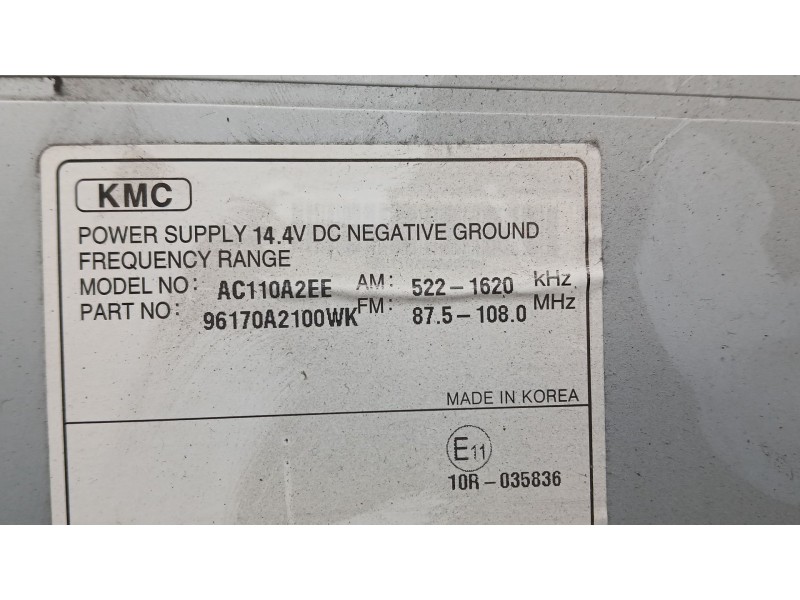 KMC
POWER SUPPLY 14.4V DC NEGATIVE GROUND
FREQUENCY RANGE
MODEL NO: AC110A2EE AM: 522-1620 kHz
PART NO: 96170A2100WK FM: 87.5-108.0 MHz
MADE IN KOREA
E11
10R-035836